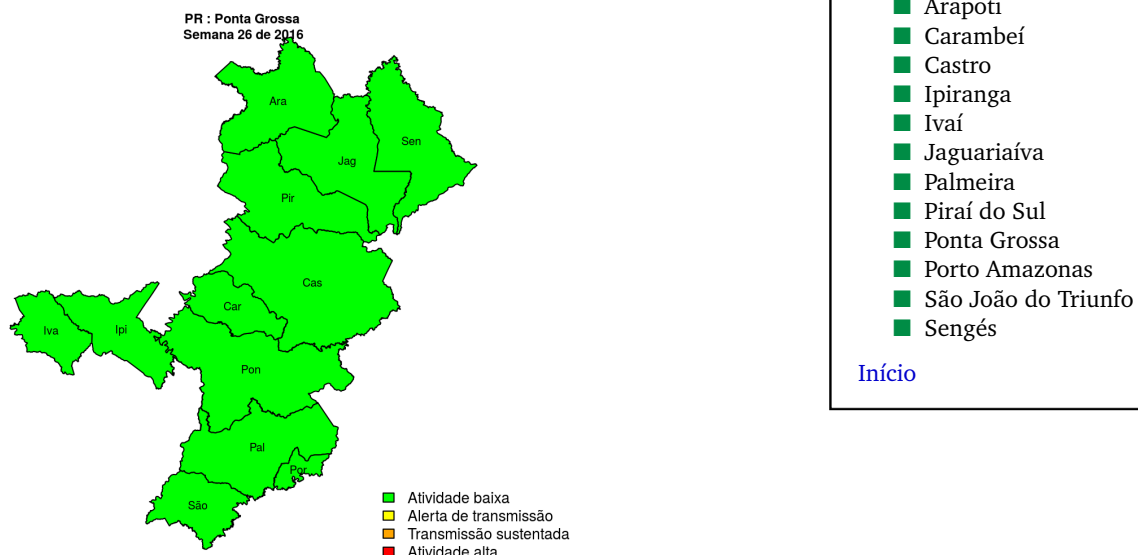 PR : Ponta Grossa
Semana 26 de 2016
Ara
Sen
Jag
Pir
Cas
Car
Iva
Ipi
Pon
Pal
Por
São
Atividade baixa
Alerta de transmissão
Transmissão sustentada
Atividade alta
Arapoti
Carambeí
Castro
Ipiranga
Ivaí
Jaguariaíva
Palmeira
Piraí do Sul
Ponta Grossa
Porto Amazonas
São João do Triunfo
Sengés
Início